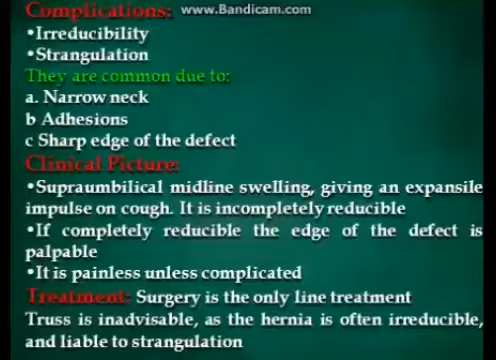 Complications: www.Bandicam.com
•Irreducibility
•Strangulation
They are common due to:
a. Narrow neck
b Adhesions
c Sharp edge of the defect
Clinical Picture:
•Supraumbilical midline swelling, giving an expansile
impulse on cough. It is incompletely reducible
•If completely reducible the edge of the defect is
palpable
•It is painless unless complicated
Treatment: Surgery is the only line treatment
Truss is inadvisable, as the hernia is often irreducible,
and liable to strangulation